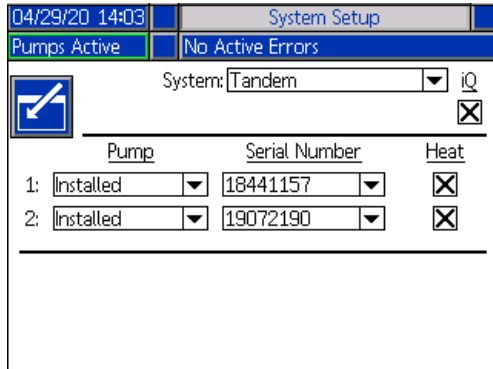 04/29/20 14:03 System Setup
Pumps Active No Active Errors
System: Tandem iQ
Pump Serial Number Heat
1: Installed 18441157
2: Installed 19072190